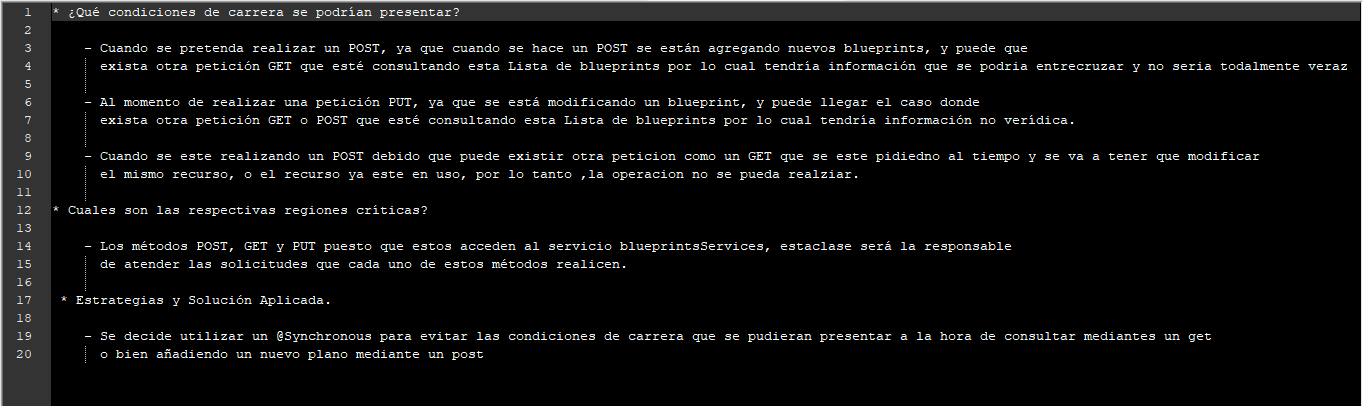 1 * ¿Qué condiciones de carrera se podrían presentar?
2
3 - Cuando se pretenda realizar un POST, ya que cuando se hace un POST se están agregando nuevos blueprints, y puede que
4 exista otra petición GET que esté consultando esta Lista de blueprints por lo cual tendría información que se podria entrecruzar y no seria todalmente veraz
5
6 - Al momento de realizar una petición PUT, ya que se está modificando un blueprint, y puede llegar el caso donde
7 exista otra petición GET o POST que esté consultando esta Lista de blueprints por lo cual tendría información no verídica.
8
9 - Cuando se este realizando un POST debido que puede existir otra peticion como un GET que se este pidiedno al tiempo y se va a tener que modificar
10 el mismo recurso, o el recurso ya este en uso, por lo tanto ,la operacion no se pueda realziar.
11
12 * Cuales son las respectivas regiones críticas?
13
14 - Los métodos POST, GET y PUT puesto que estos acceden al servicio blueprintsServices, estaclase será la responsable
15 de atender las solicitudes que cada uno de estos métodos realicen.
16
17 * Estrategias y Solución Aplicada.
18
19 - Se decide utilizar un @Synchronous para evitar las condiciones de carrera que se pudieran presentar a la hora de consultar mediantes un get
20 o bien añadiendo un nuevo plano mediante un post